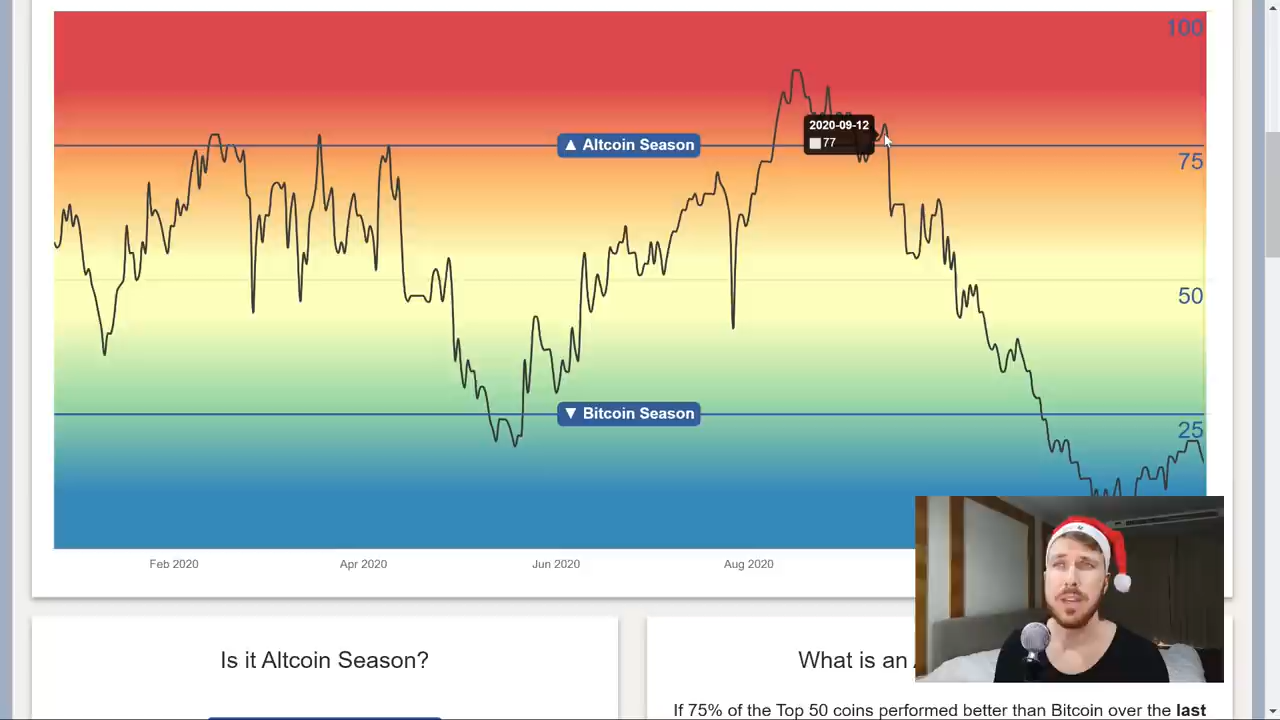 100
▲ Altcoin Season
2020-09-12
77
75
50
▼ Bitcoin Season
25
Feb 2020
Apr 2020
Jun 2020
Aug 2020
Is it Altcoin Season?
What is an
If 75% of the Top 50 coins performed better than Bitcoin over the last